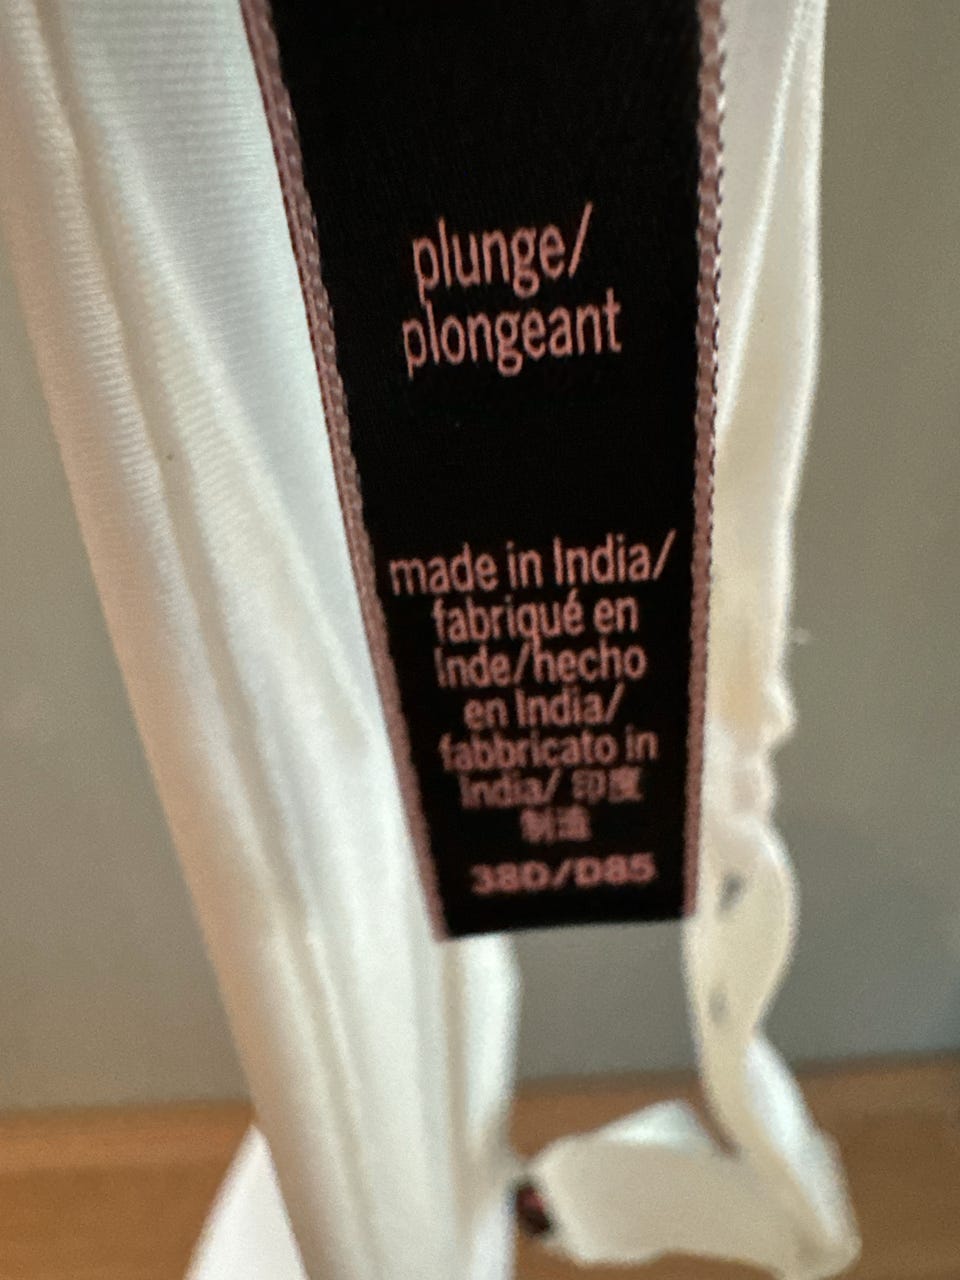 plunge/
plongeant
made in India/
fabriqué en
Inde/hecho
en India/
fabbricato in
India/ 印度
制造
38D/D85